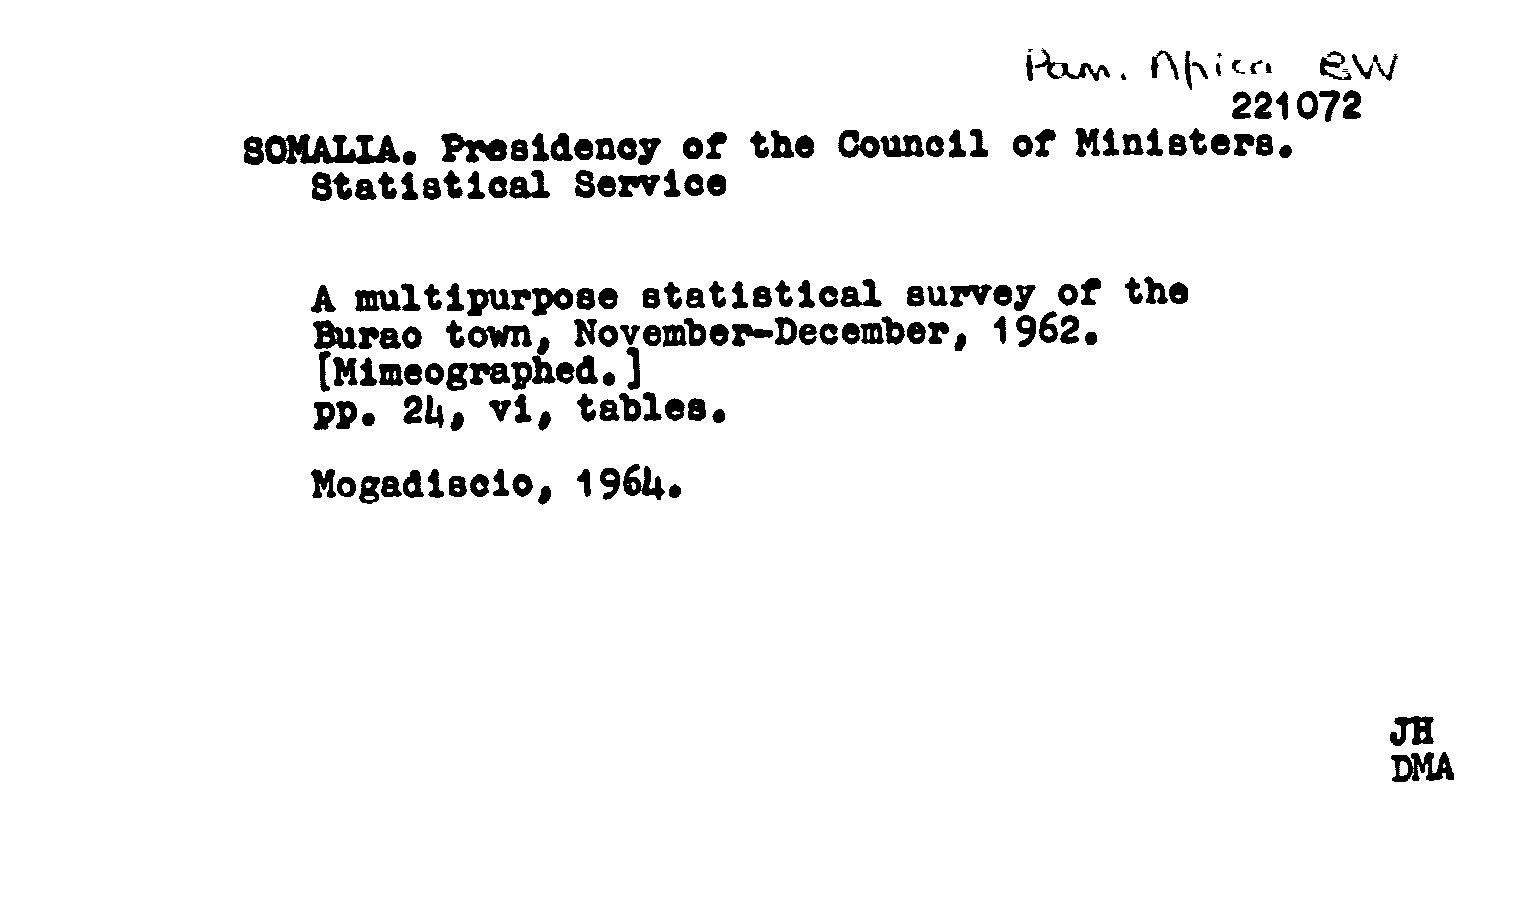 Pam. Africa BW
221072
SOMALIA. Presidency of the Council of Ministers.
Statistical Service
A multipurpose statistical survey of the
Burao town, November-December, 1962.
[Mimeographed.]
pp. 24, vi, tables.
Mogadiscio, 1964.
JH
DMA